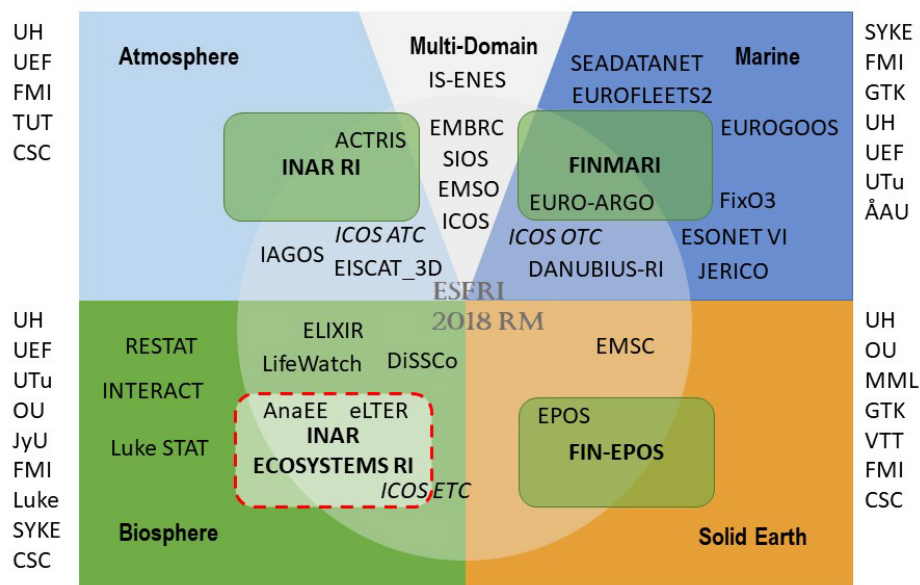 UH
UEF
FMI
TUT
CSC
Atmosphere
ACTRIS
INAR RI
ICOS ATC
IAGOS
EISCAT_3D
Multi-Domain
IS-ENES
EMBRC
SIOS
EMSO
ICOS
Marine
SEADATANET
EUROFLEETS2
EUROGOOS
FINMARI
EURO-ARGO
FixO3
ICOS OTC
ESONET VI
DANUBIUS-RI
JERICO
SYKE
FMI
GTK
UH
UEF
UTu
ÅAU
ESFRI
2018 RM
UH
UEF
UTu
OU
JyU
FMI
Luke
SYKE
CSC
RESTAT
ELIXIR
LifeWatch
DiSSCo
INTERACT
AnaEE eLTER
INAR
ECOSYSTEMS RI
Luke STAT
ICOS ETC
Biosphere
EMSC
EPOS
FIN-EPOS
Solid Earth
UH
OU
MML
GTK
VTT
FMI
CSC